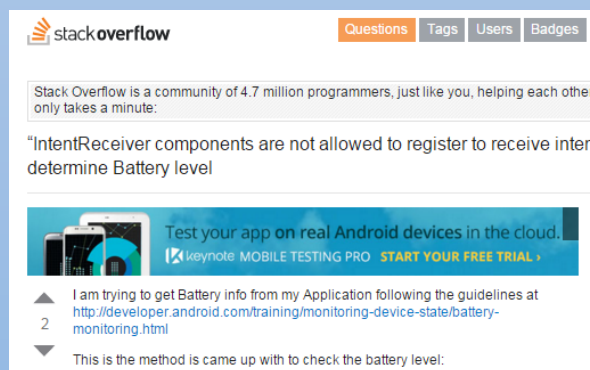 stackoverflow
Questions Tags Users Badges
Stack Overflow is a community of 4.7 million programmers, just like you, helping each other
only takes a minute:
“IntentReceiver components are not allowed to register to receive inten
determine Battery level
Test your app on real Android devices in the cloud.
keynote MOBILE TESTING PRO START YOUR FREE TRIAL ›
I am trying to get Battery info from my Application following the guidelines at
2
http://developer.android.com/training/monitoring-device-state/battery-
monitoring.html
This is the method is came up with to check the battery level: